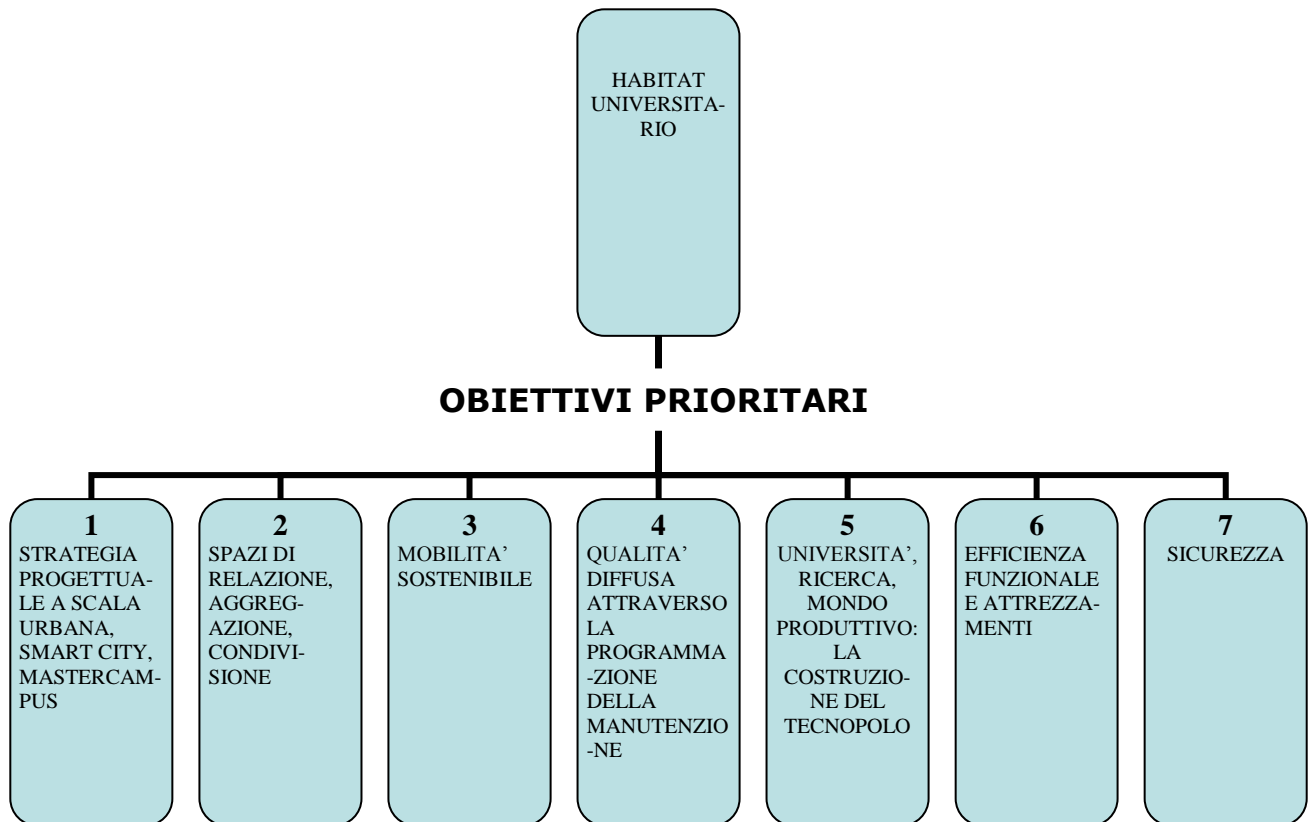 HABITAT
UNIVERSITA-
RIO
OBIETTIVI PRIORITARI
1
STRATEGIA
PROGETTUA-
LE A SCALA
URBANA,
SMART CITY,
MASTERCAM-
PUS
2
SPAZI DI
RELAZIONE,
AGGREG-
AZIONE,
CONDIVI-
SIONE
3
MOBILITA’
SOSTENIBILE
4
QUALITA’
DIFFUSA
ATTRAVERSO
LA
PROGRAMMA
-ZIONE
DELLA
MANUTENZIO
-NE
5
UNIVERSITA’,
RICERCA,
MONDO
PRODUTTIVO:
LA
COSTRUZIO-
NE DEL
TECNOPOLO
6
EFFICIENZA
FUNZIONALE
E ATTREZZA-
MENTI
7
SICUREZZA